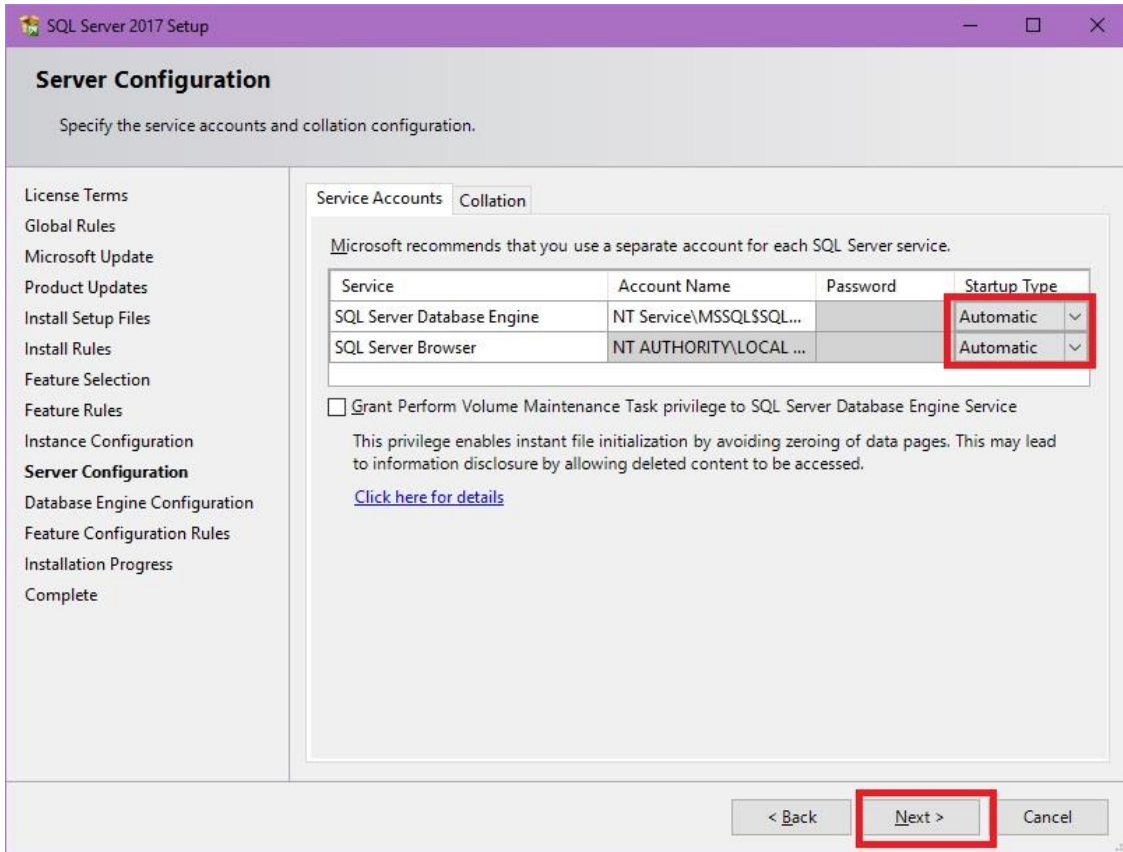 SQL Server 2017 Setup
Server Configuration
Specify the service accounts and collation configuration.
License Terms
Global Rules
Microsoft Update
Product Updates
Install Setup Files
Install Rules
Feature Selection
Feature Rules
Instance Configuration
Server Configuration
Database Engine Configuration
Feature Configuration Rules
Installation Progress
Complete
Service Accounts Collation
Microsoft recommends that you use a separate account for each SQL Server service.
Service Account Name Password Startup Type
SQL Server Database Engine NT Service\MSSQL$SQL... Automatic
SQL Server Browser NT AUTHORITY\LOCAL ... Automatic
Grant Perform Volume Maintenance Task privilege to SQL Server Database Engine Service
This privilege enables instant file initialization by avoiding zeroing of data pages. This may lead
to information disclosure by allowing deleted content to be accessed.
Click here for details
< Back Next > Cancel